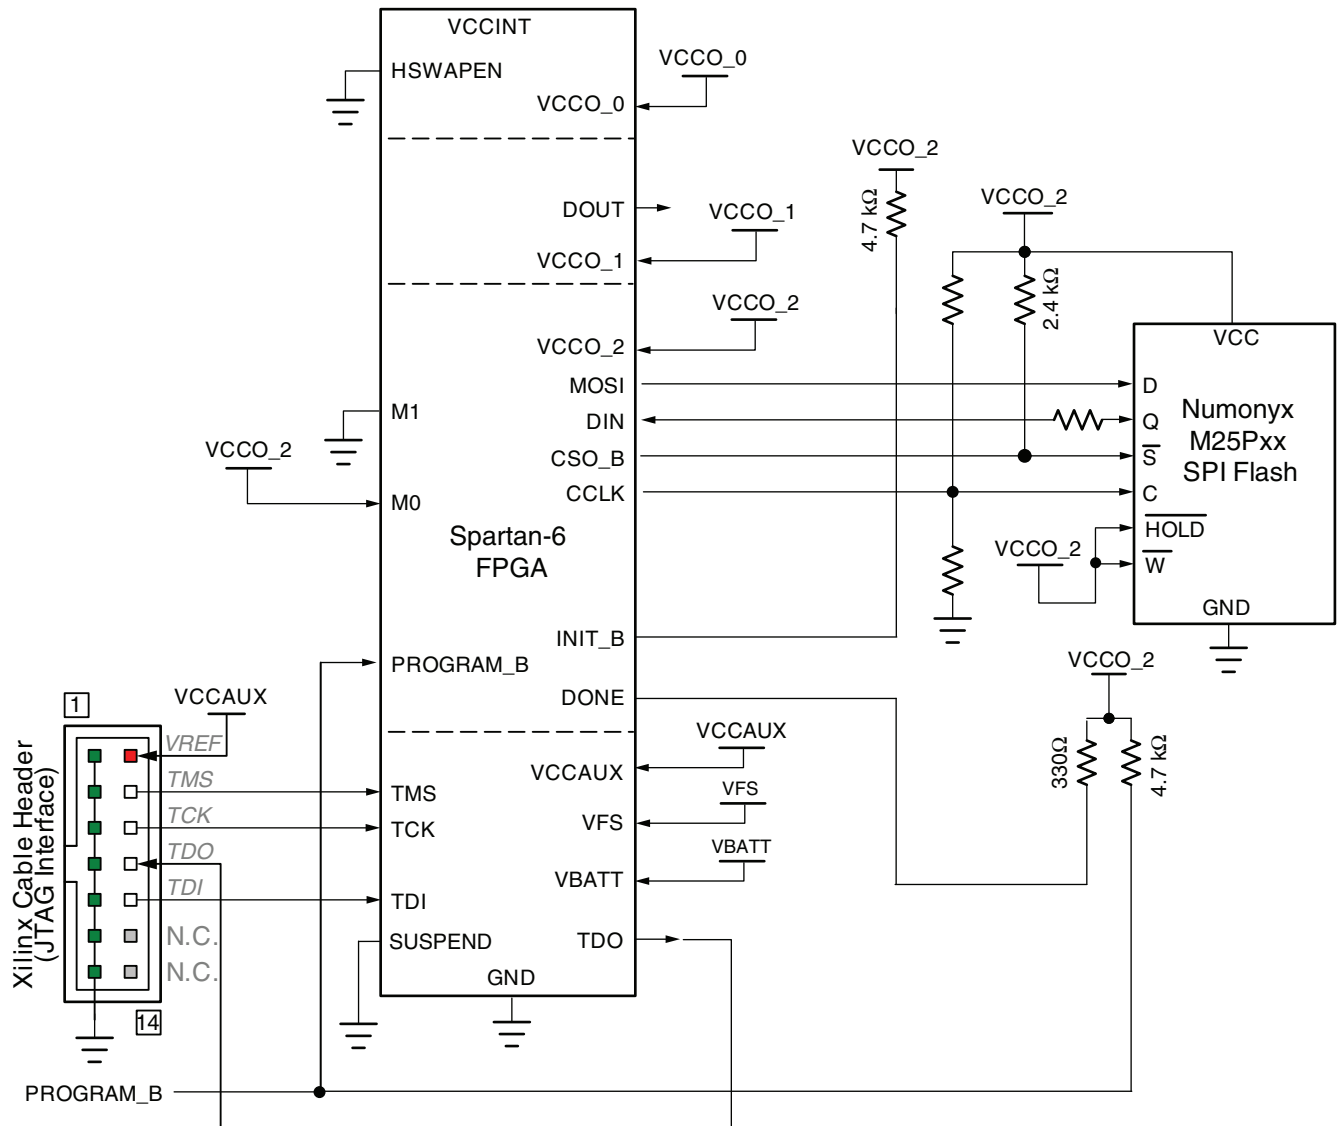 VCCINT
HSWAPEN
VCCO_0
VCCO_0
VCCO_2
4.7 kΩ
DOUT
VCCO_1
VCCO_1
VCCO_2
2.4 kΩ
VCCO_2
VCCO_2
MOSI
DIN
CSO_B
CCLK
M1
VCCO_2
M0
Spartan-6
FPGA
VCC
D
Q
S
C
HOLD
W
GND
Numonyx
M25Pxx
SPI Flash
VCCO_2
INIT_B
PROGRAM_B
DONE
VCCO_2
330Ω
4.7 kΩ
VCCAUX
VCCAUX
VFS
VFS
VBATT
VBATT
1
VCCAUX
VREF
TMS
TCK
TDO
TDI
N.C.
N.C.
14
Xilinx Cable Header
(JTAG Interface)
TMS
TCK
TDI
SUSPEND
TDO
GND
PROGRAM_B